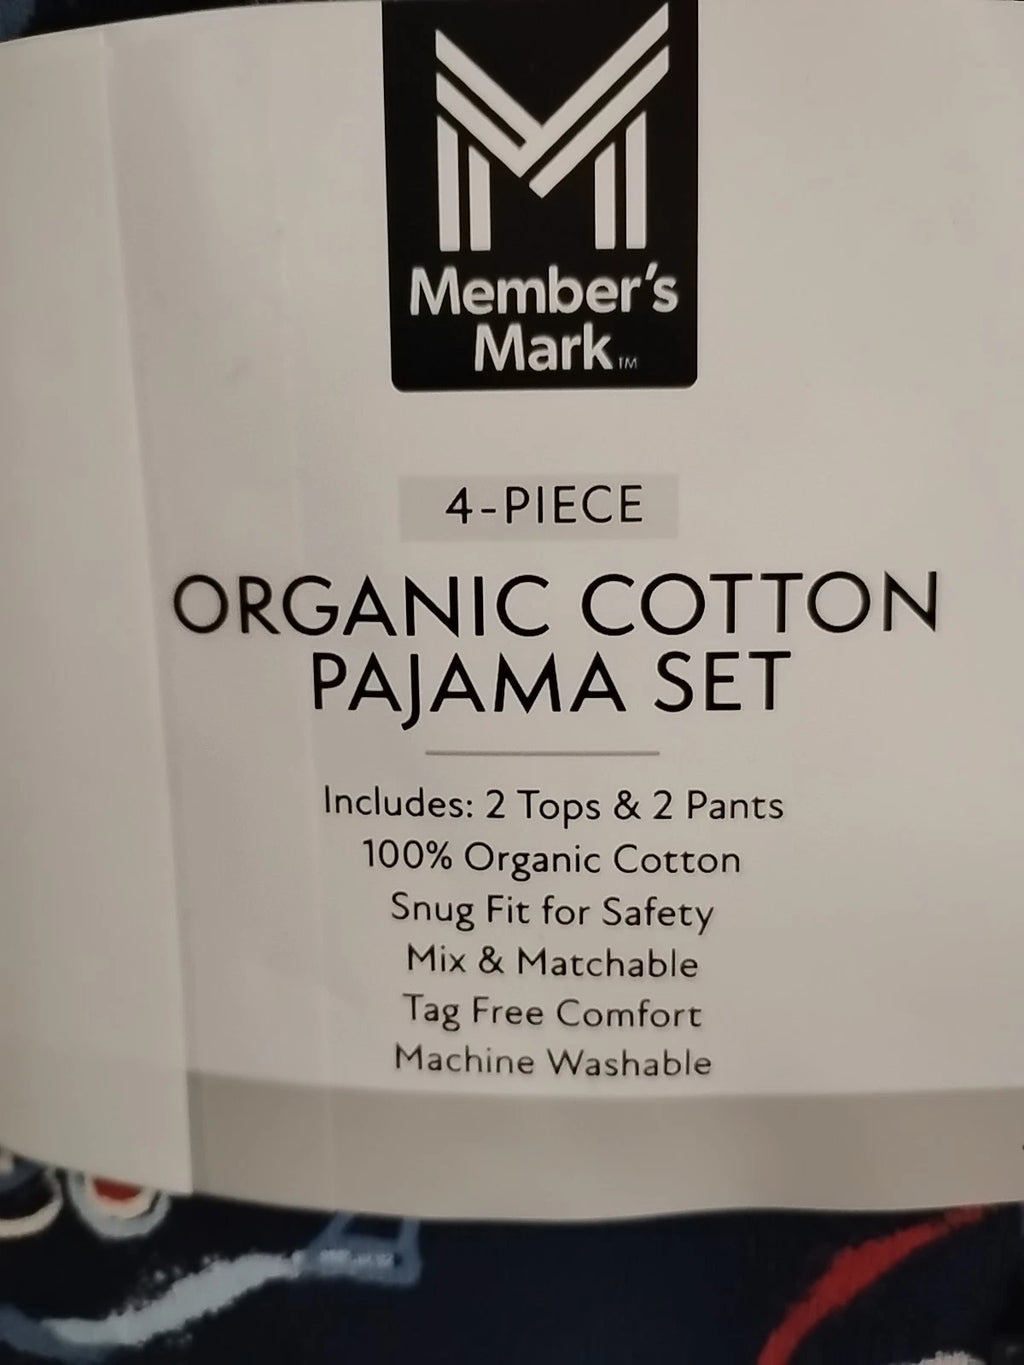 Member's
Mark™
4-PIECE
ORGANIC COTTON
PAJAMA SET
Includes: 2 Tops & 2 Pants
100% Organic Cotton
Snug Fit for Safety
Mix & Matchable
Tag Free Comfort
Machine Washable